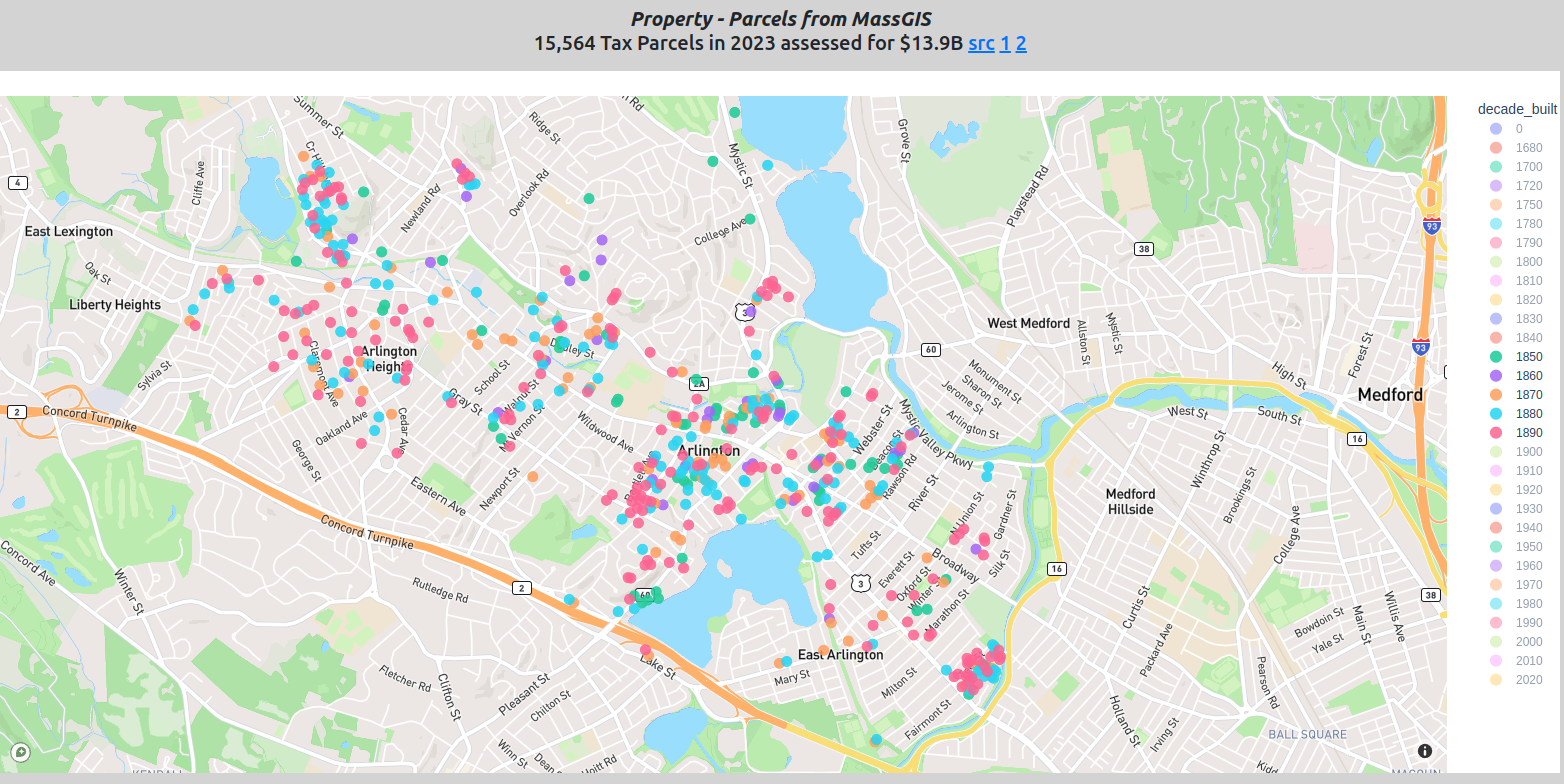 Property - Parcels from MassGIS
15,564 Tax Parcels in 2023 assessed for $13.9B src 1 2
decade_built
0
1680
1700
1720
1750
1780
1790
1800
1810
1820
1830
1840
1850
1860
1870
1880
1890
1900
1910
1920
1930
1940
1950
1960
1970
1980
1990
2000
2010
2020
Summer St
Ridge St
Mystic St
Grove St
Playstead Rd
4
Cliffe Ave
Newland Rd
Overlook Rd
College Ave
East Lexington
38
93
Oak St
Liberty Heights
3
West Medford
Allston St
Mystic St
60
93
Forest St
Arlington
Heights
Dudley St
Claremont Ave
Sylvia St
School St
Gray St
Walnut St
2A
Monument St
Sharon St
Jerome St
Arlington St
High St
Medford
2
Concord Turnpike
Oakland Ave
Cedar Ave
Mt Vernon St
Wildwood Ave
Webster St
Mystic Valley Pkwy
West St
South St
16
Arlington
George St
Eastern Ave
Newport St
Rawson Rd
River St
Winthrop St
Brookings St
Medford
Hillside
Concord Turnpike
N Union St
Gardner St
College Ave
Tufts St
Concord Ave
Winter St
Everett St
Broadway
Silk St
16
2
60
3
Oxford St
Winter St
Marathon St
Rutledge Rd
Curtis St
38
Willis Ave
Main St
Bowdoin St
Yale St
Packard Ave
East Arlington
Lake St
Mary St
Milton St
Fletcher Rd
Clifton St
Pleasant St
Chilton St
Fairmont St
Pearson Rd
Holland St
Irving St
BALL SQUARE
Winn St